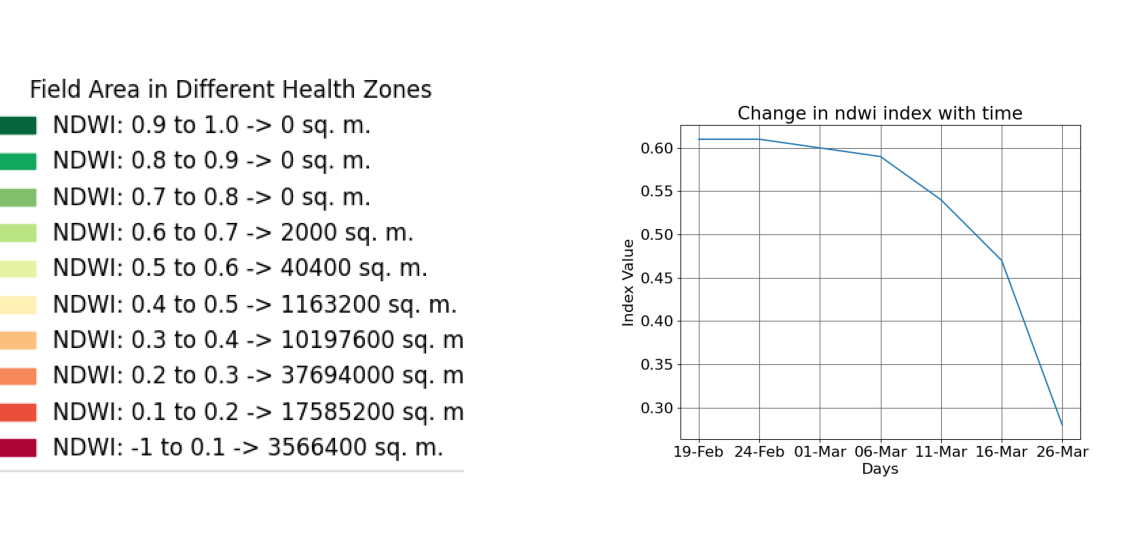 Field Area in Different Health Zones
NDWI: 0.9 to 1.0 -> 0 sq. m.
NDWI: 0.8 to 0.9 -> 0 sq. m.
NDWI: 0.7 to 0.8 -> 0 sq. m.
NDWI: 0.6 to 0.7 -> 2000 sq. m.
NDWI: 0.5 to 0.6 -> 40400 sq. m.
NDWI: 0.4 to 0.5 -> 1163200 sq. m.
NDWI: 0.3 to 0.4 -> 10197600 sq. m
NDWI: 0.2 to 0.3 -> 37694000 sq. m
NDWI: 0.1 to 0.2 -> 17585200 sq. m
NDWI: -1 to 0.1 -> 3566400 sq. m.
Change in ndwi index with time
Index Value
0.60
0.55
0.50
0.45
0.40
0.35
0.30
19-Feb 24-Feb 01-Mar 06-Mar 11-Mar 16-Mar 26-Mar
Days